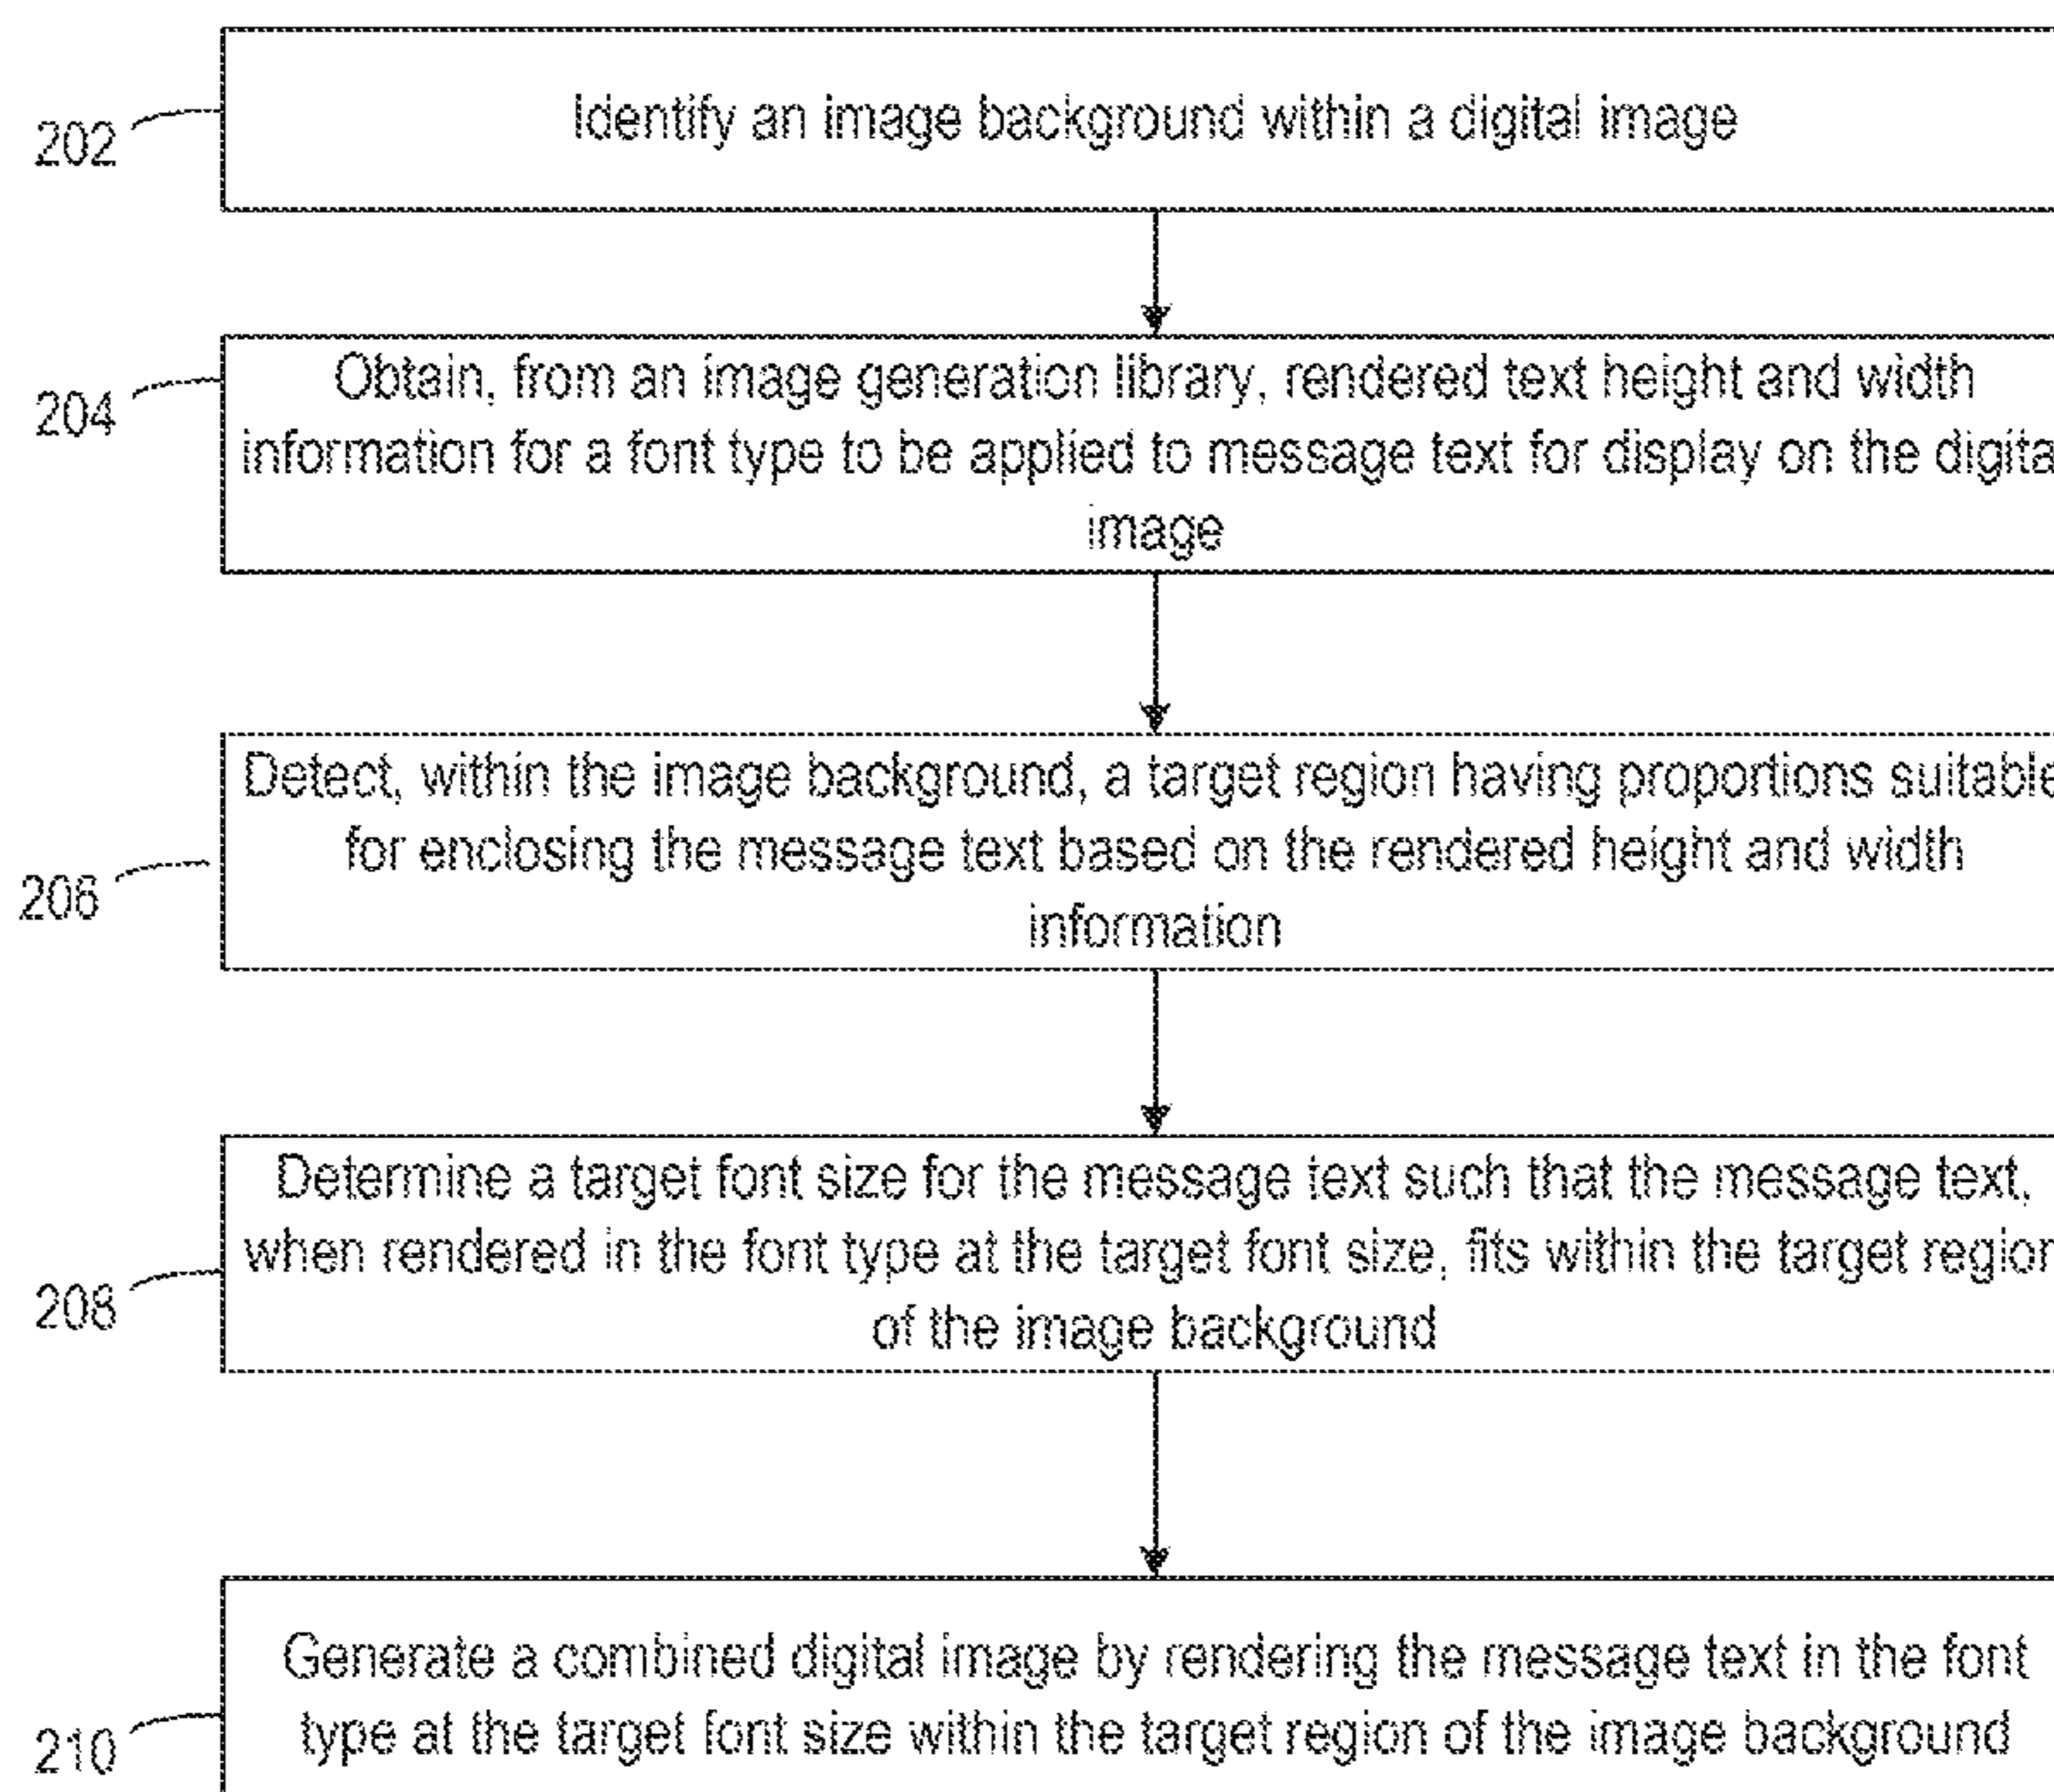 202
Identify an image background within a digital image
204
Obtain, from an image generation library, rendered text height and width
information for a font type to be applied to message text for display on the digita
image
206
Detect, within the image background, a target region having proportions suitable
for enclosing the message text based on the rendered height and width
information
208
Determine a target font size for the message text such that the message text,
when rendered in the font type at the target font size, fits within the target region
of the image background
210
Generate a combined digital image by rendering the message text in the font
type at the target font size within the target region of the image background